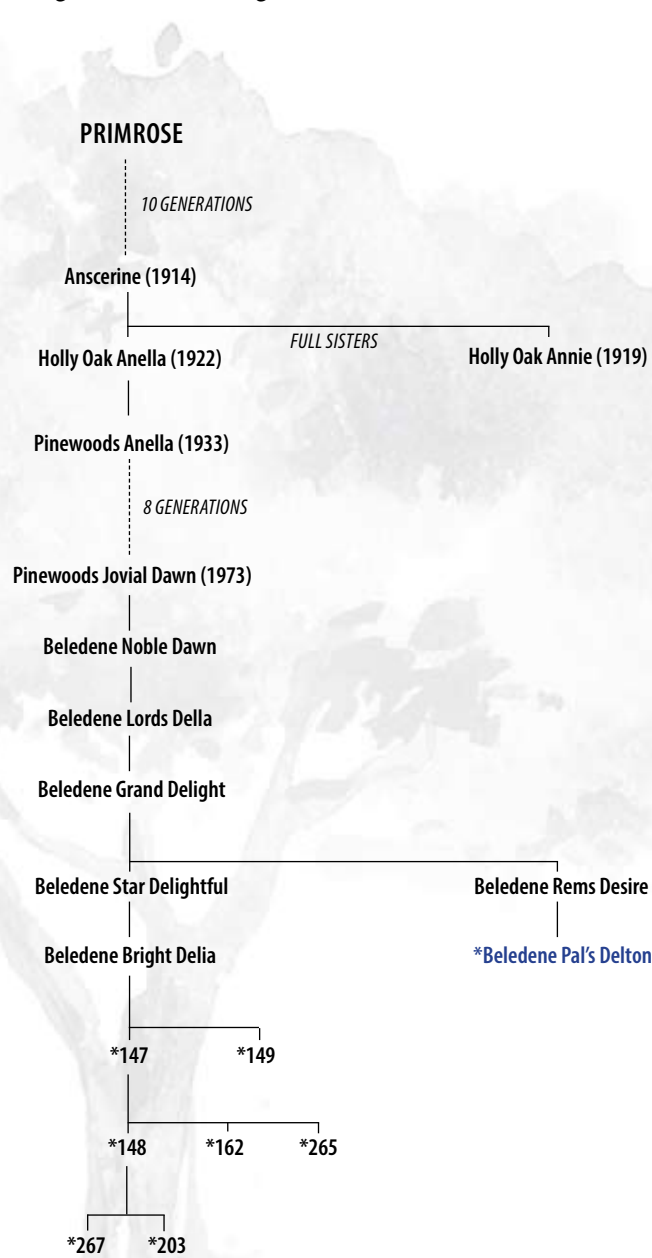 PRIMROSE
10 GENERATIONS
Anscerine (1914)
FULL SISTERS
Holly Oak Anella (1922)
Holly Oak Annie (1919)
Pinewoods Anella (1933)
8 GENERATIONS
Pinewoods Jovial Dawn (1973)
Beledene Noble Dawn
Beledene Lords Della
Beledene Grand Delight
Beledene Star Delightful
Beledene Rems Desire
Beledene Bright Delia
*Beledene Pal's Delton
*147
*149
*148
*162
*265
*267
*203